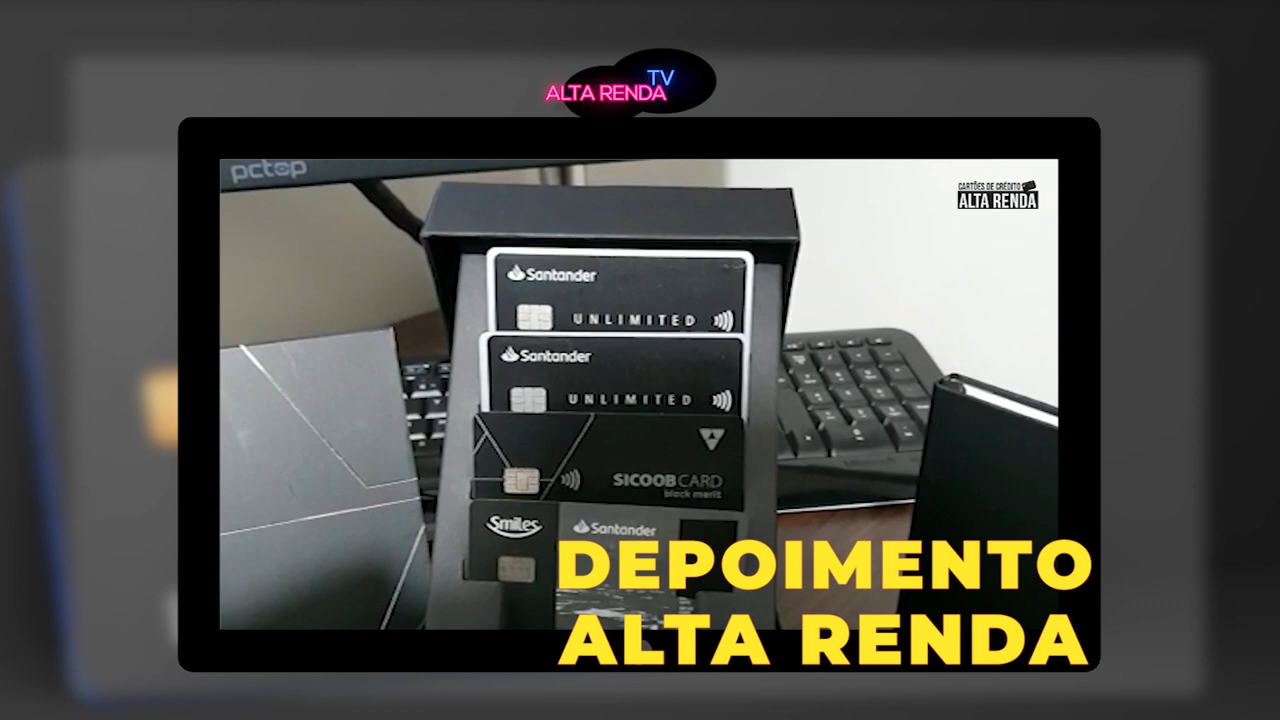 TV
ALTA RENDA
pctop
CARTÕES DE CRÉDITO
ALTA RENDA
Santander
UNLIMITED
Santander
UNLIMITED
SICOOBCARD
black merit
Smiles
Santander
DEPOIMENTO
ALTA RENDA